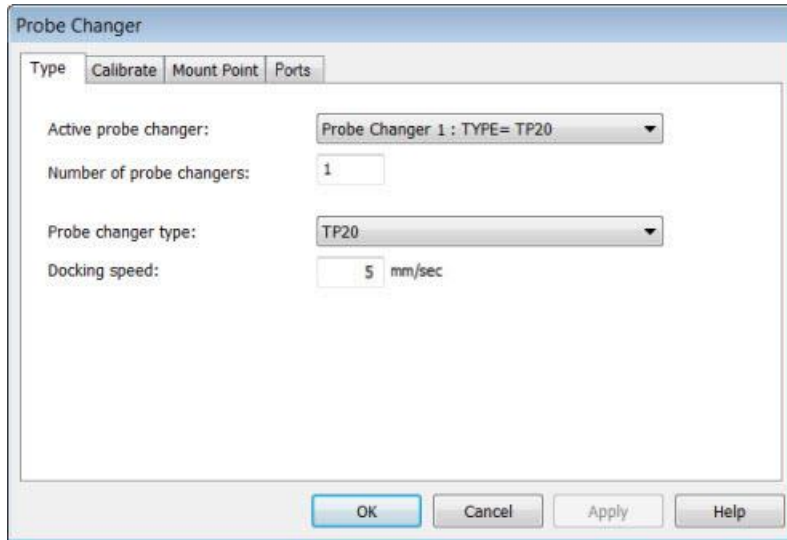 Probe Changer
Type Calibrate Mount Point Ports
Active probe changer: Probe Changer 1 : TYPE= TP20
Number of probe changers: 1
Probe changer type: TP20
Docking speed: 5 mm/sec
OK Cancel Apply Help